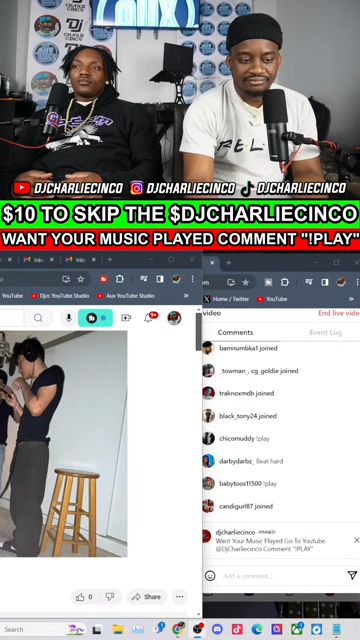 AUX
DJCHARLIECINCO DJCHARLIECINCO DJCHARLIECINCO
$10 TO SKIP THE $DJCHARLIECINCO
WANT YOUR MUSIC PLAYED COMMENT "!PLAY"
YouTube Djcc YouTube Studio Aux YouTube Studio
Home / Twitter YouTube
9+
video End live video
Comments Event Log
bamnumbka1 joined
_towman_, cg_goldie joined
traknoxmdb joined
black_tony24 joined
chicomuddy !play
darbydarbz_ Beat hard
babytoos11500 !play
candigurl87 joined
djcharliecinco · PINNED
Want Your Music Played Go To Youtube
@DjCharliecinco Comment "!PLAY"
Add a comment...
0 Share
Search